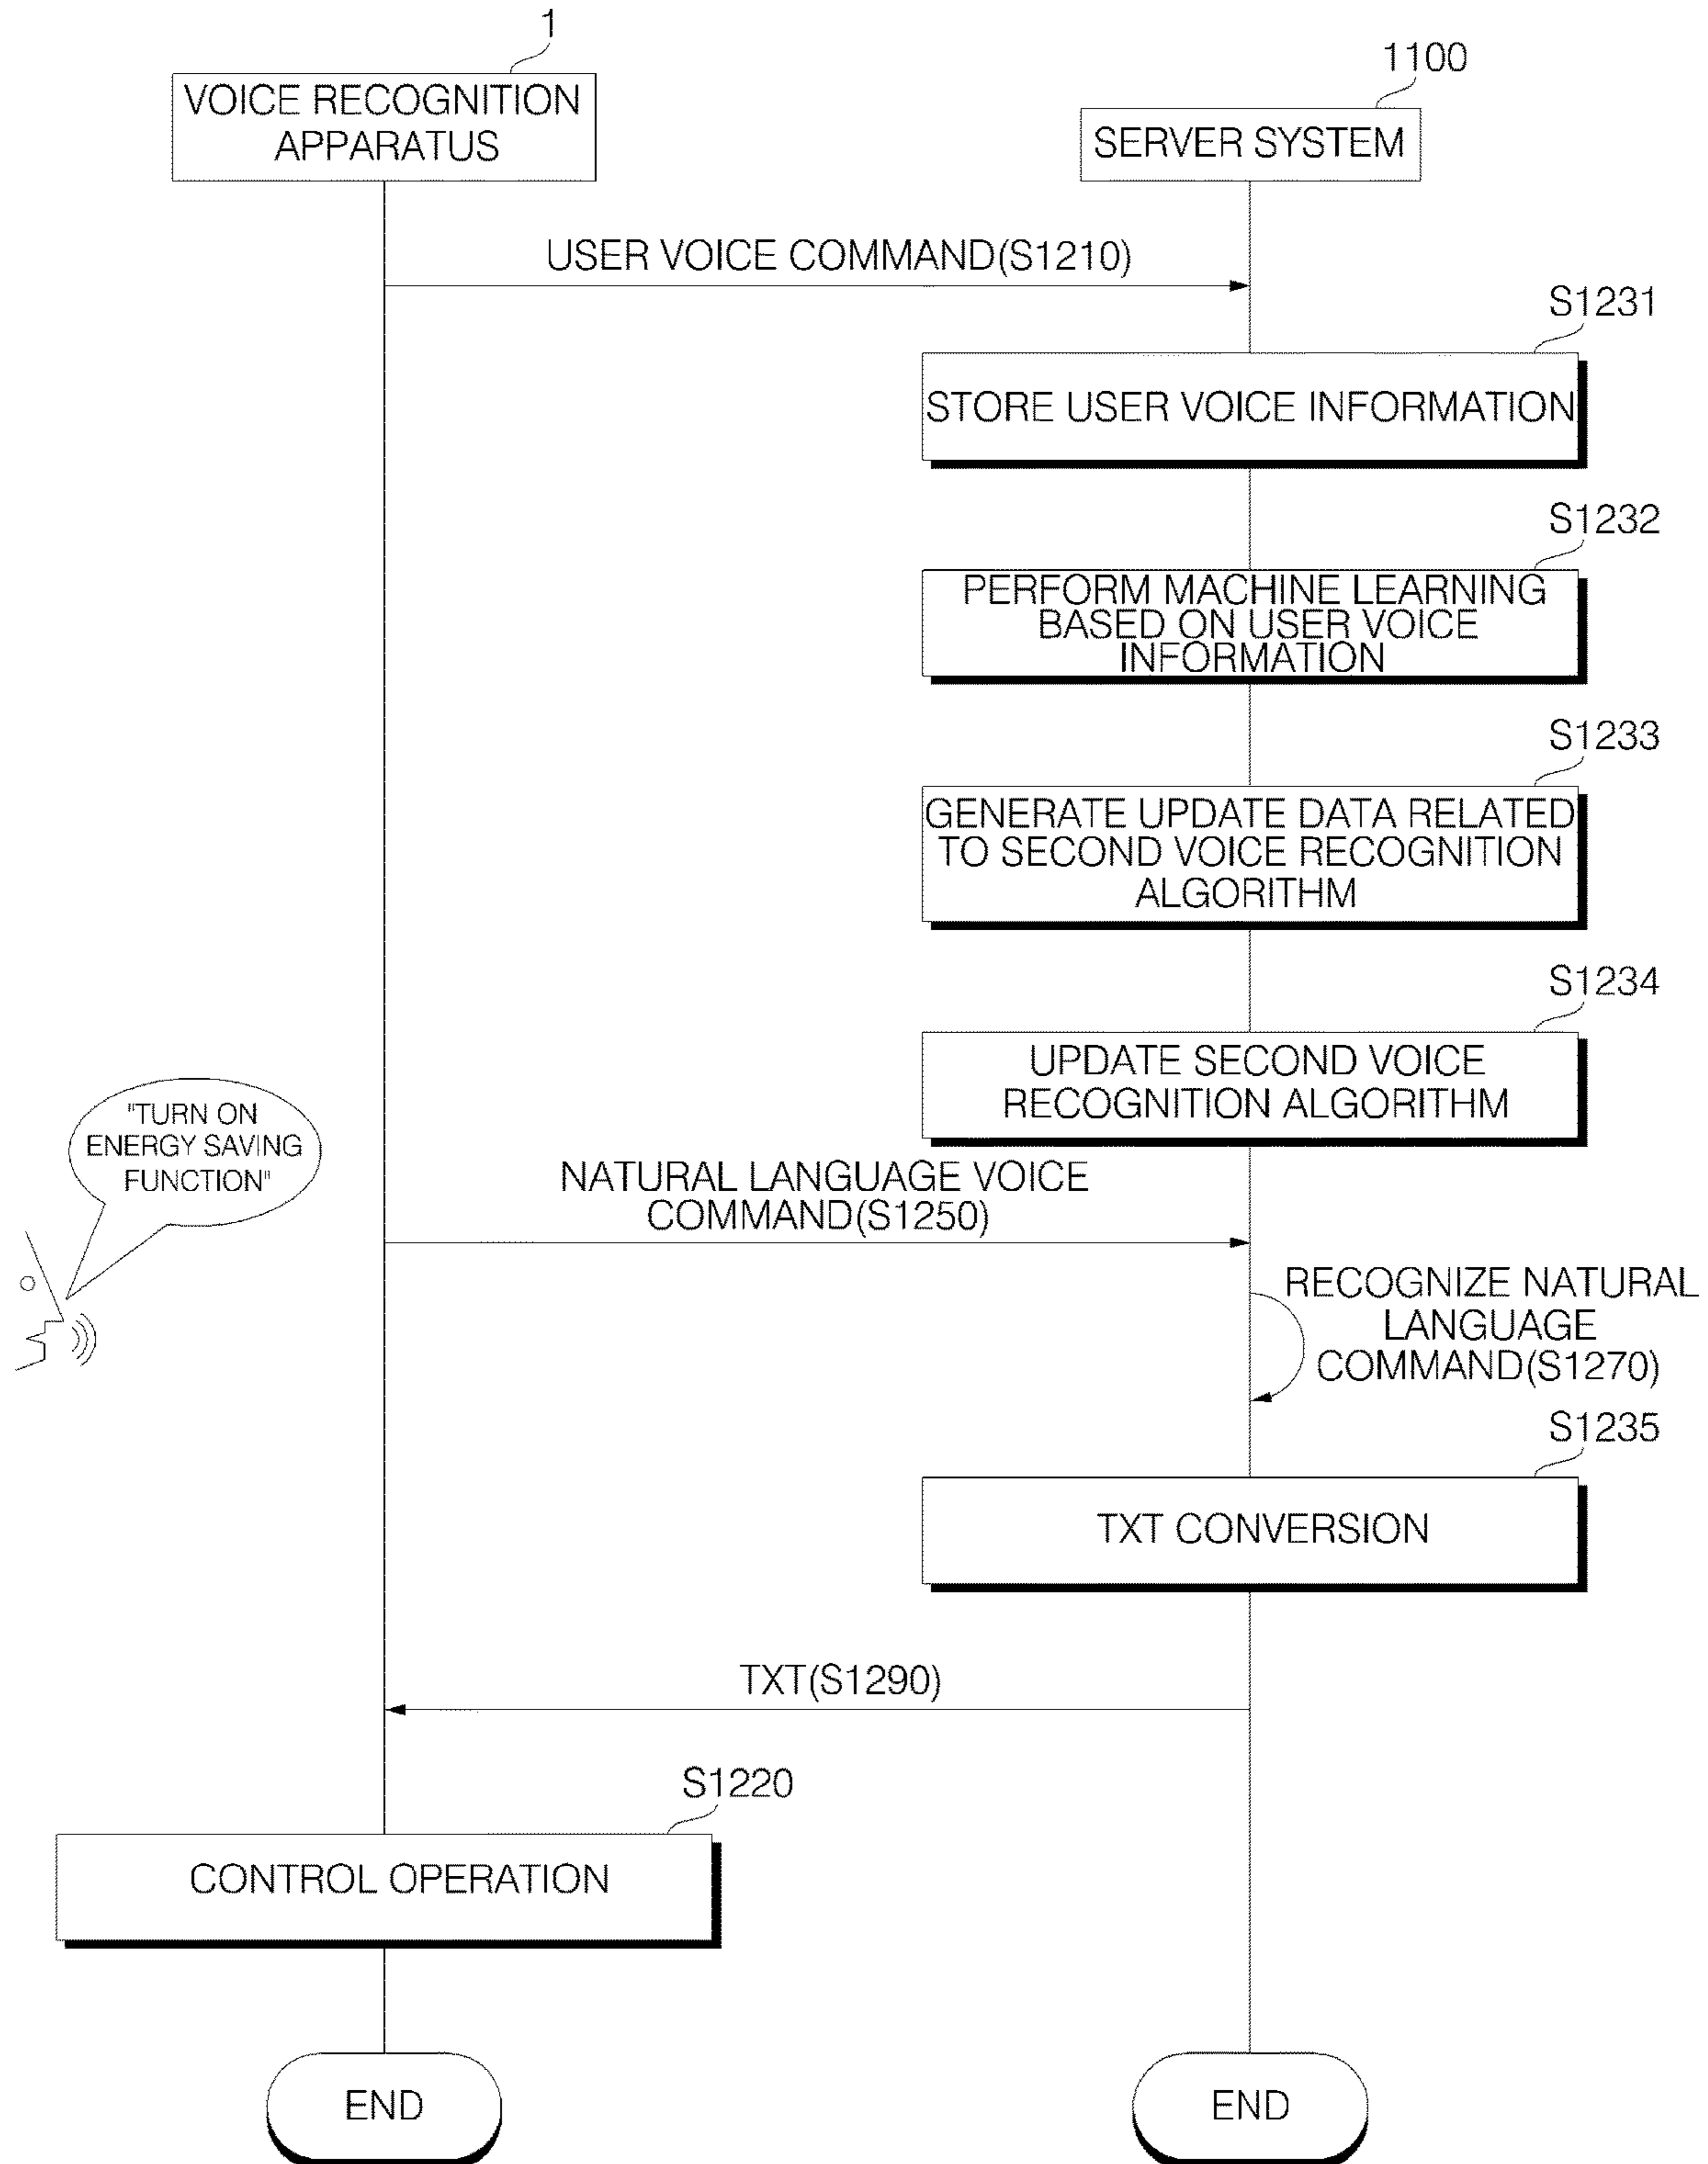 1
VOICE RECOGNITION
APPARATUS
1100
SERVER SYSTEM
USER VOICE COMMAND(S1210)
S1231
STORE USER VOICE INFORMATION
S1232
PERFORM MACHINE LEARNING
BASED ON USER VOICE
INFORMATION
S1233
GENERATE UPDATE DATA RELATED
TO SECOND VOICE RECOGNITION
ALGORITHM
S1234
UPDATE SECOND VOICE
RECOGNITION ALGORITHM
"TURN ON
ENERGY SAVING
FUNCTION"
NATURAL LANGUAGE VOICE
COMMAND(S1250)
RECOGNIZE NATURAL
LANGUAGE
COMMAND(S1270)
S1235
TXT CONVERSION
TXT(S1290)
S1220
CONTROL OPERATION
END
END